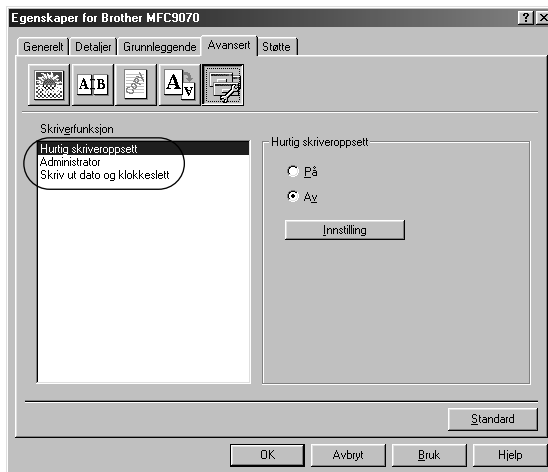 Egenskaper for Brother MFC9070
Generelt Detaljer Grunnleggende Avansert Støtte
A B
A V
Skriverfunksjon
Hurtig skriveroppsett
Administrator
Skriv ut dato og klokkeslett
Hurtig skriveroppsett
På
Av
Innstilling
Standard
OK Avbryt Bruk Hjelp